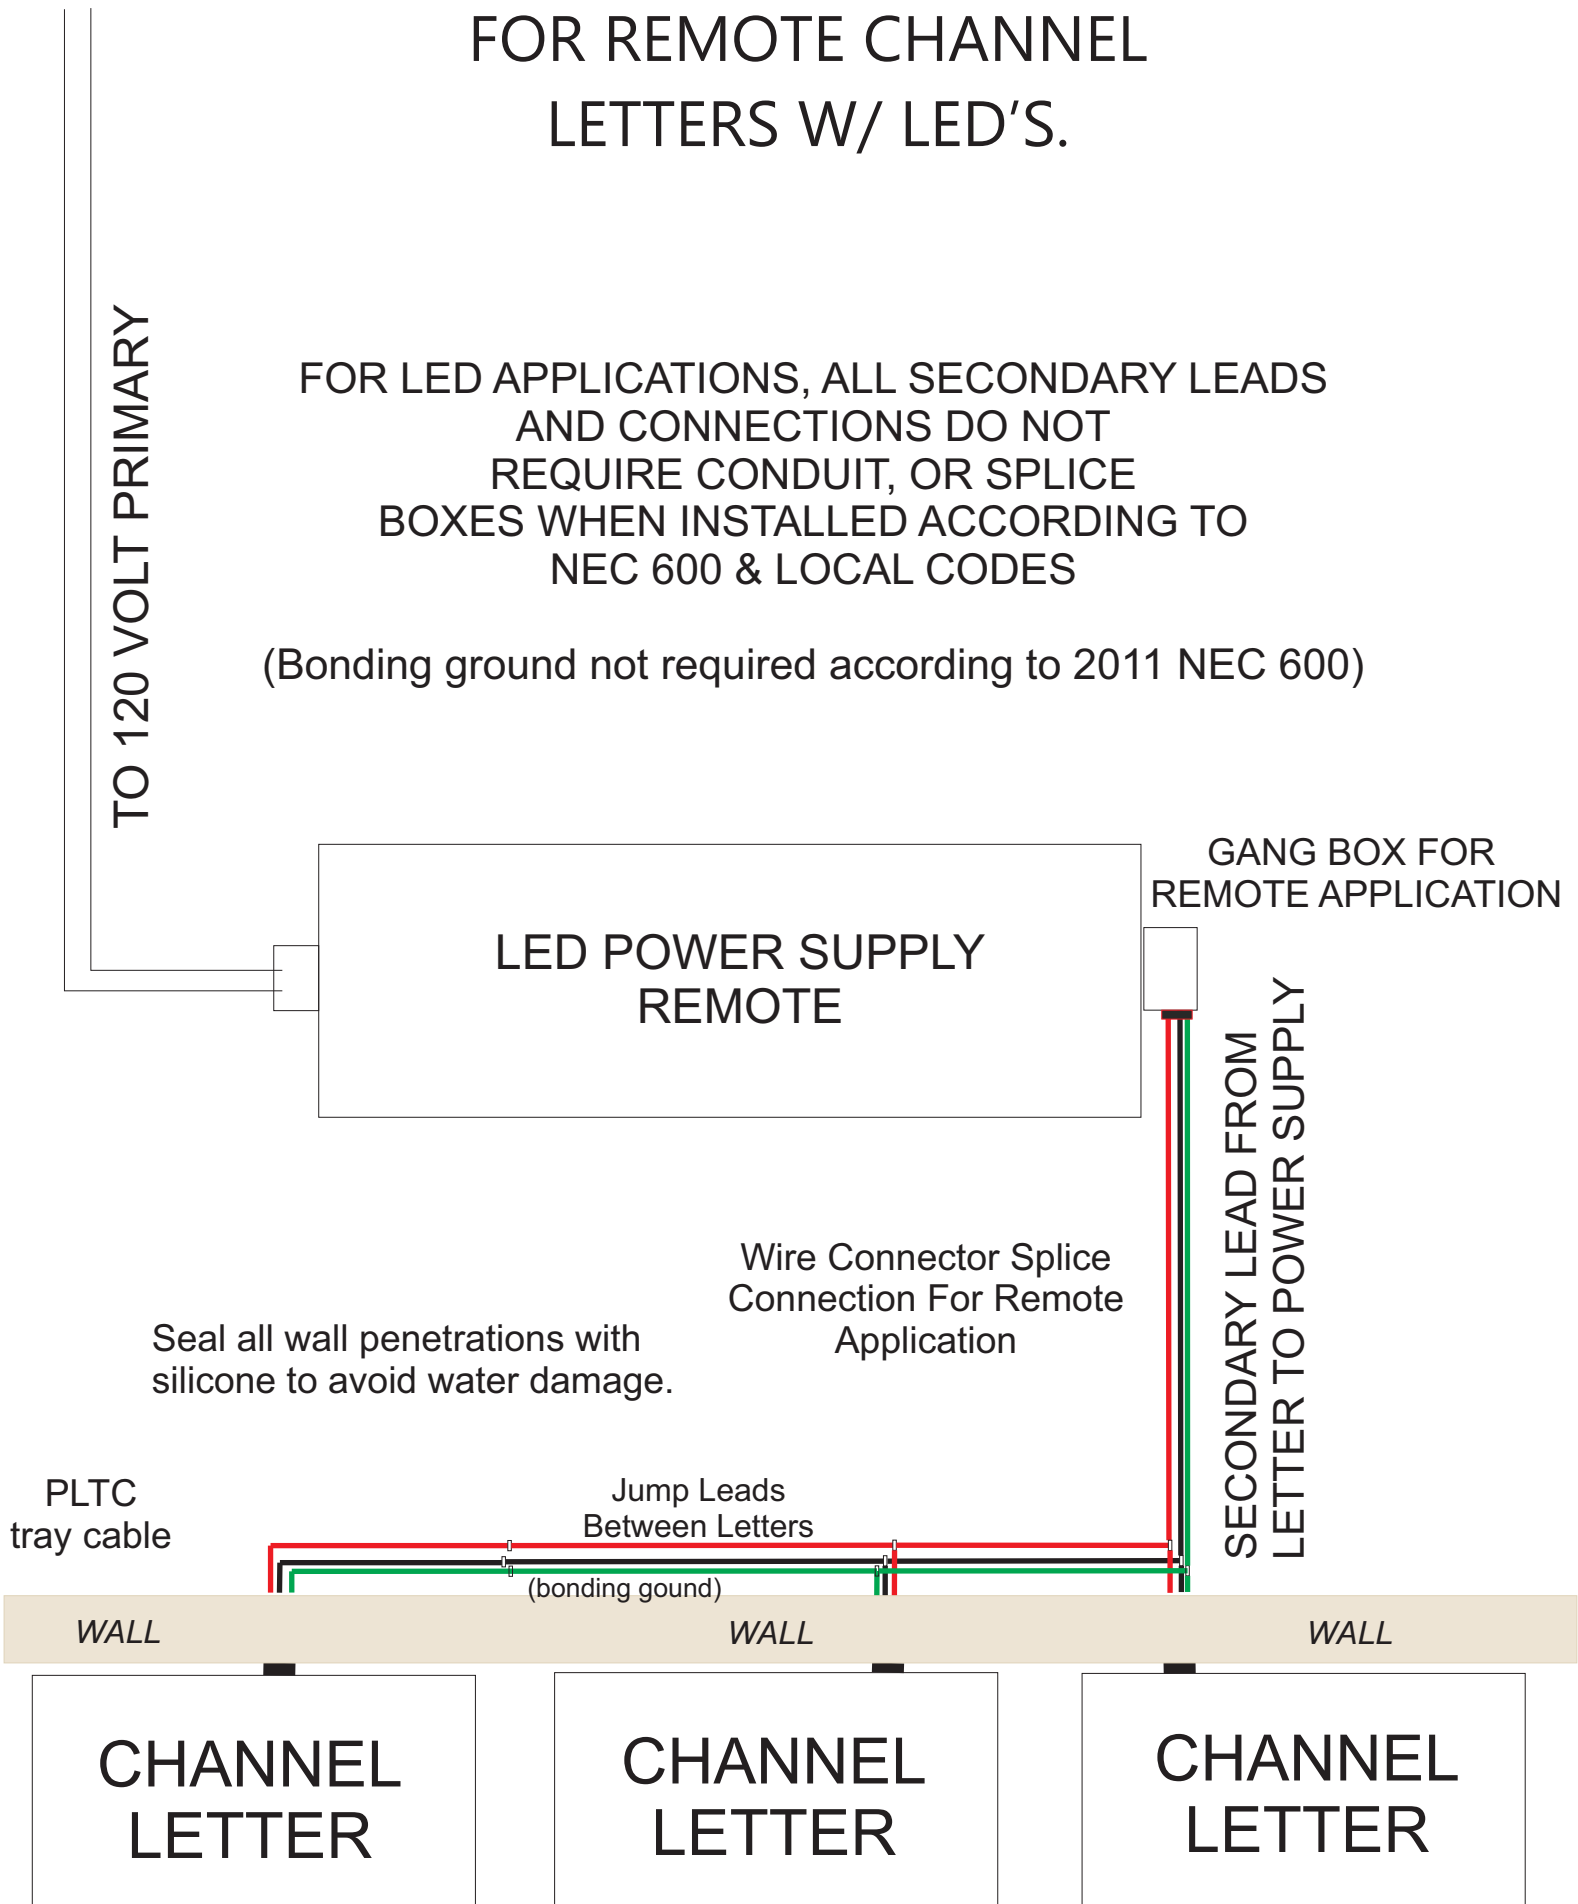 FOR REMOTE CHANNEL
LETTERS W/ LED'S.
TO 120 VOLT PRIMARY
FOR LED APPLICATIONS, ALL SECONDARY LEADS
AND CONNECTIONS DO NOT
REQUIRE CONDUIT, OR SPLICE
BOXES WHEN INSTALLED ACCORDING TO
NEC 600 & LOCAL CODES
(Bonding ground not required according to 2011 NEC 600)
GANG BOX FOR
REMOTE APPLICATION
LED POWER SUPPLY
REMOTE
SECONDARY LEAD FROM
LETTER TO POWER SUPPLY
Wire Connector Splice
Connection For Remote
Application
Seal all wall penetrations with
silicone to avoid water damage.
PLTC
tray cable
Jump Leads
Between Letters
(bonding gound)
WALL
WALL
WALL
CHANNEL
LETTER
CHANNEL
LETTER
CHANNEL
LETTER